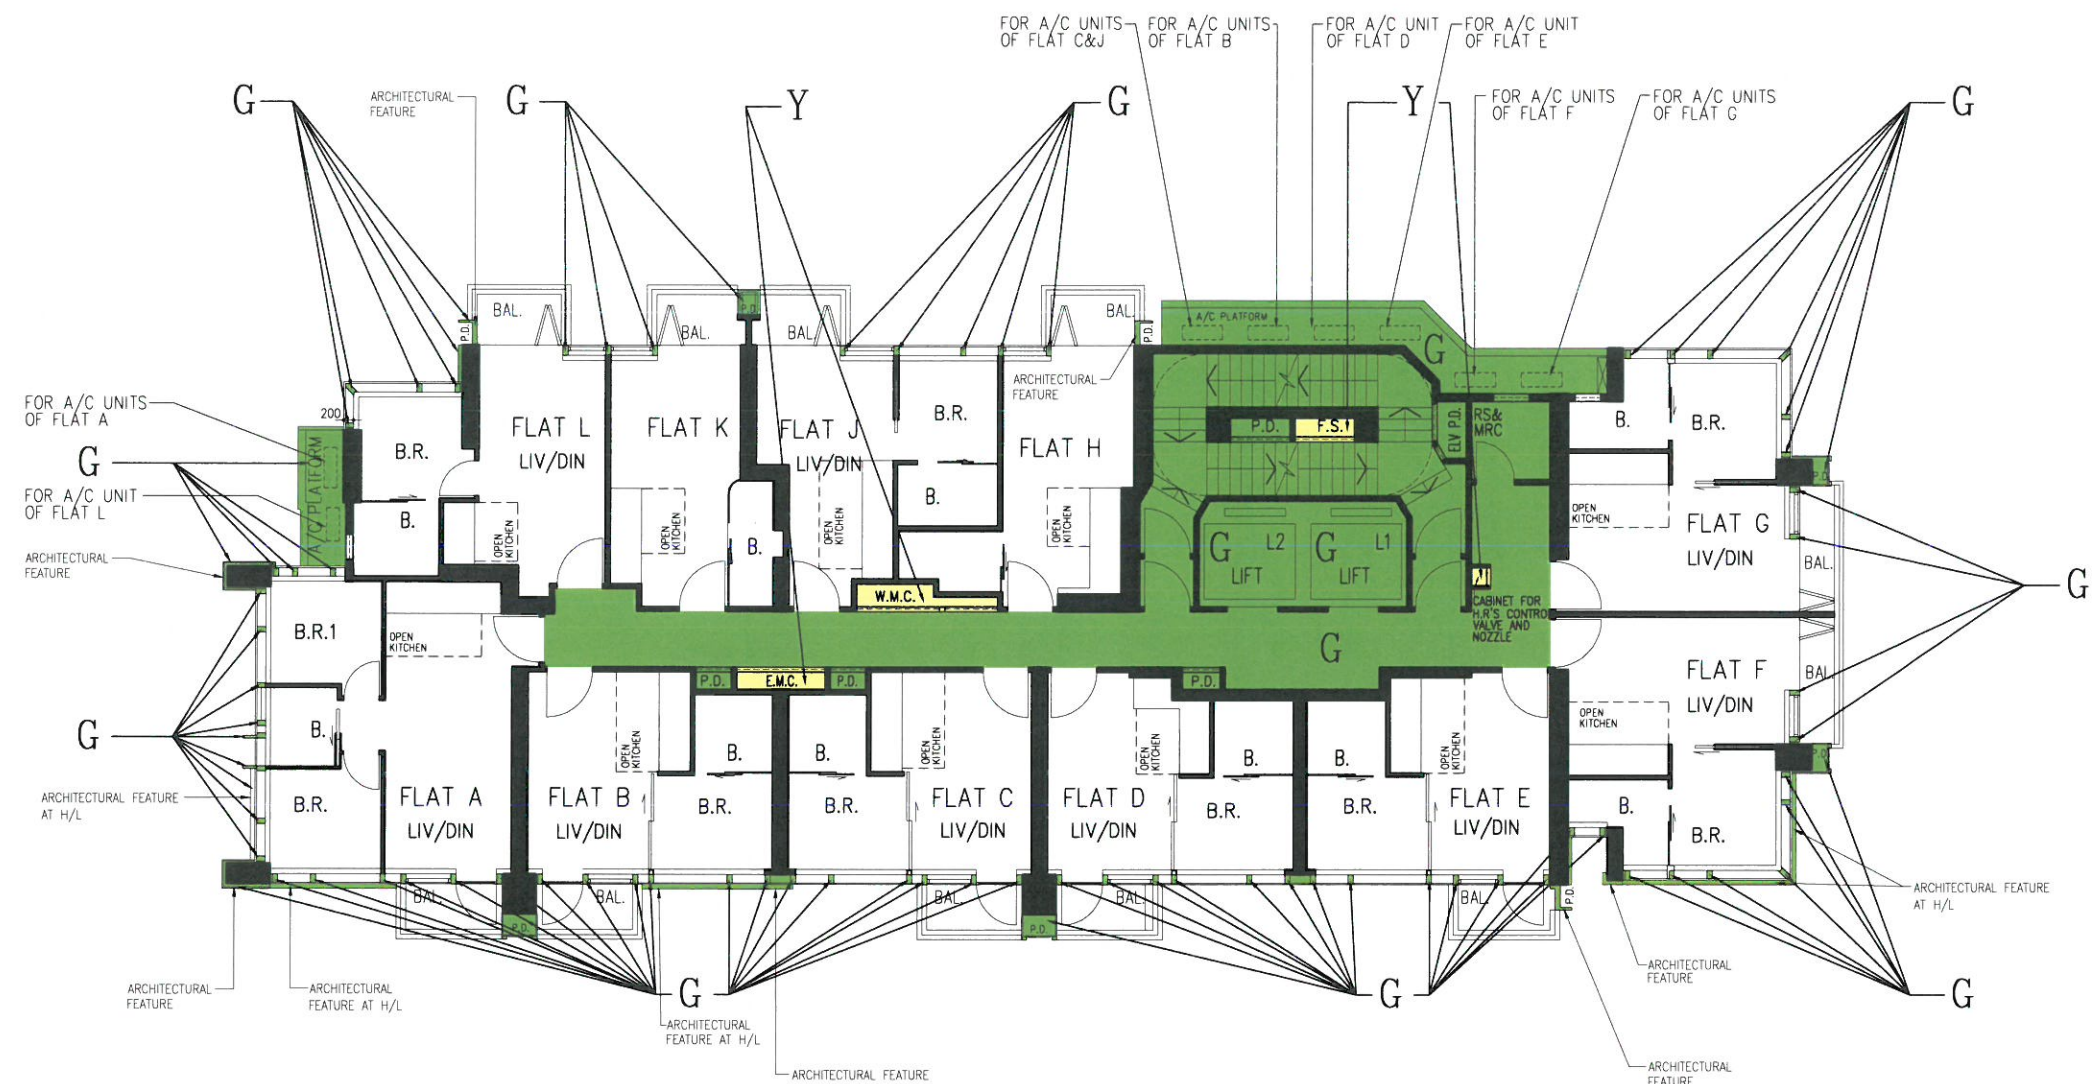 FOR A/C UNITS
OF FLAT C&J
FOR A/C UNITS
OF FLAT B
FOR A/C UNIT
OF FLAT D
FOR A/C UNIT
OF FLAT E
G
ARCHITECTURAL
FEATURE
G
Y
G
Y
FOR A/C UNITS
OF FLAT F
FOR A/C UNITS
OF FLAT G
G
BAL.
P.D.
BAL.
P.D.
BAL.
BAL.
P.D.
A/C PLATFORM
G
ARCHITECTURAL
FEATURE
FOR A/C UNITS
OF FLAT A
200
G
FOR A/C UNIT
OF FLAT L
A/C PLATFORM
ARCHITECTURAL
FEATURE
B.R.
B.
FLAT L
LIV/DIN
OPEN
KITCHEN
FLAT K
OPEN
KITCHEN
B.
FLAT J
LIV/DIN
OPEN
KITCHEN
B.R.
B.
FLAT H
OPEN
KITCHEN
P.D.
F.S.
ELV P.D.
RS&
MRC
B.
B.R.
P.D.
OPEN
KITCHEN
FLAT G
LIV/DIN
BAL.
G
L2
LIFT
G
L1
LIFT
W.M.C.
CABINET FOR
H.R'S CONTRO
VALVE AND
NOZZLE
G
G
B.R.1
OPEN
KITCHEN
E.M.C.
P.D.
P.D.
P.D.
FLAT F
LIV/DIN
BAL.
OPEN
KITCHEN
P.D.
G
B.
B.R.
ARCHITECTURAL FEATURE
AT H/L
FLAT A
LIV/DIN
FLAT B
LIV/DIN
OPEN
KITCHEN
B.
B.R.
B.
B.R.
OPEN
KITCHEN
FLAT C
LIV/DIN
FLAT D
LIV/DIN
OPEN
KITCHEN
B.
B.R.
B.
B.R.
OPEN
KITCHEN
FLAT E
LIV/DIN
B.
B.R.
BAL.
P.D.
BAL.
BAL.
P.D.
BAL.
BAL.
P.D.
ARCHITECTURAL FEATURE
AT H/L
ARCHITECTURAL
FEATURE
ARCHITECTURAL
FEATURE AT H/L
G
G
ARCHITECTURAL
FEATURE
G
ARCHITECTURAL
FEATURE AT H/L
ARCHITECTURAL FEATURE
ARCHITECTURAL
FEATURE